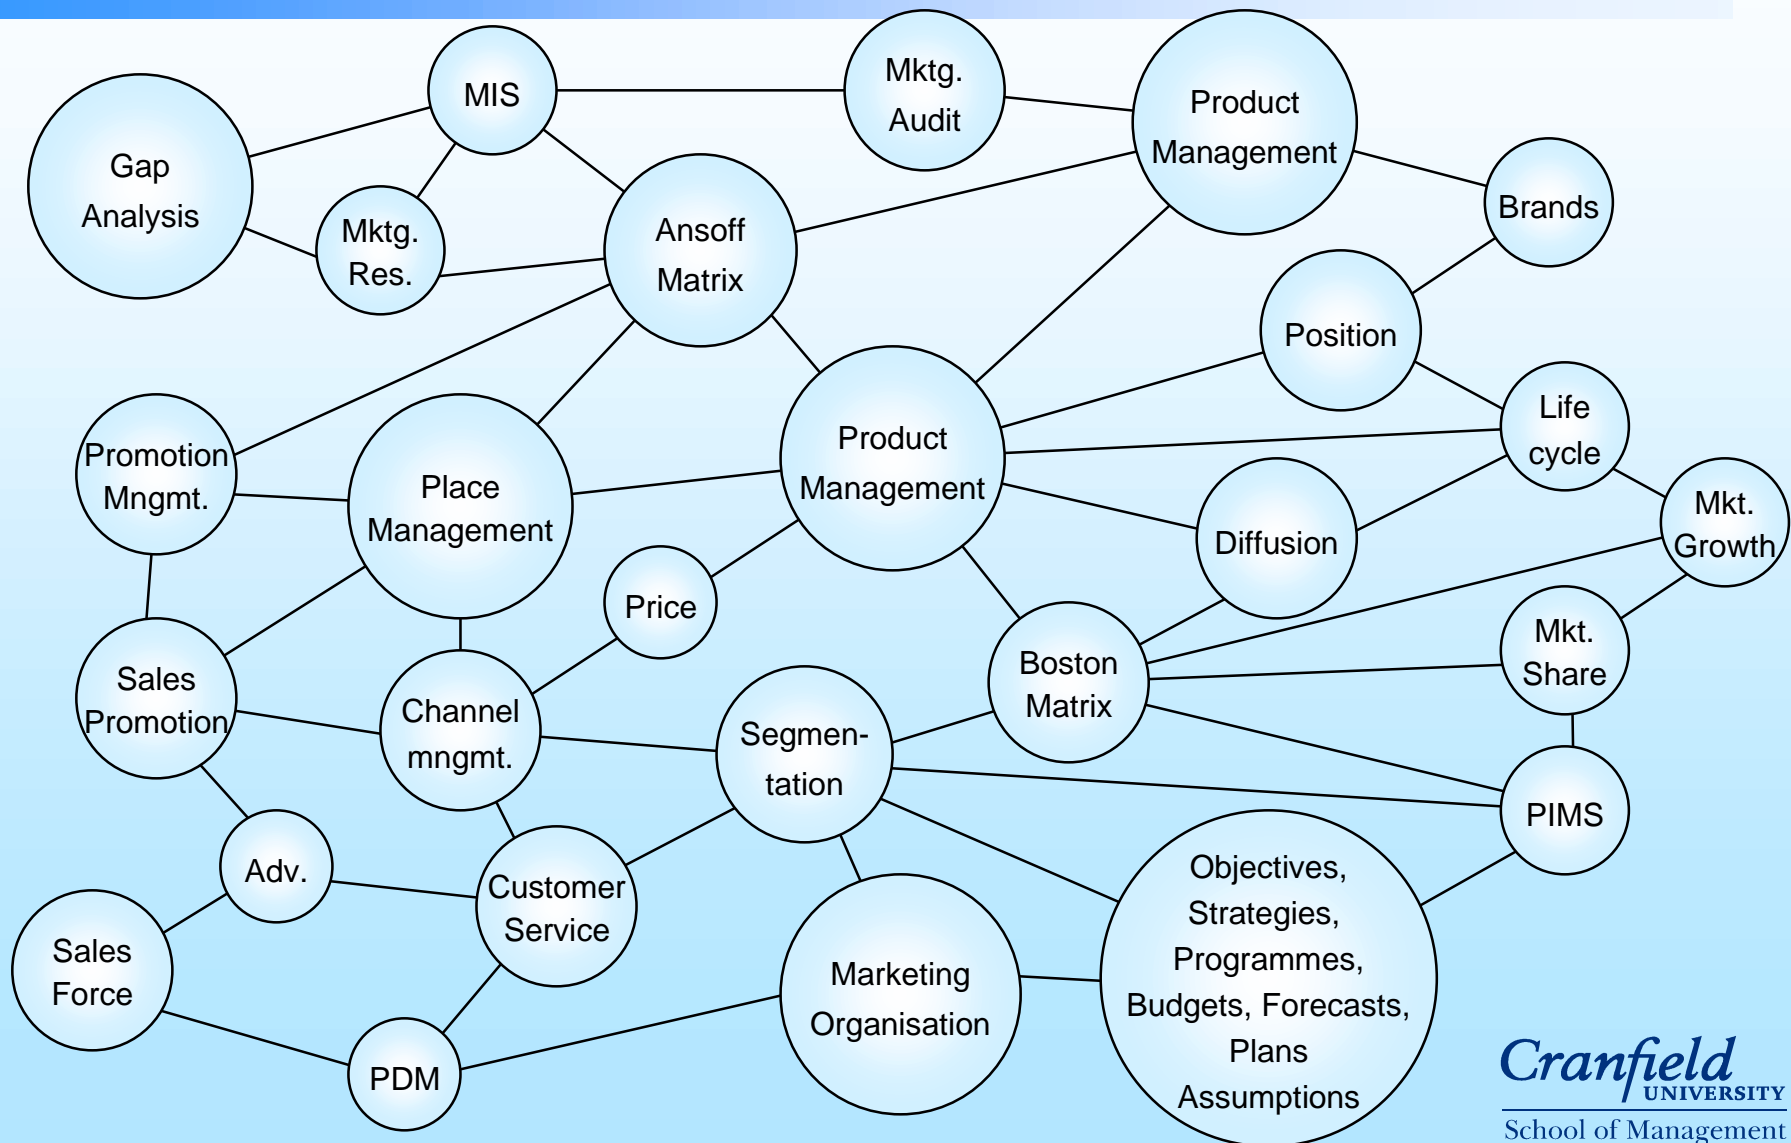 MIS
Mktg.
Audit
Product
Management
Gap
Analysis
Brands
Mktg.
Res.
Ansoff
Matrix
Position
Life
cycle
Promotion
Mngmt.
Place
Management
Product
Management
Mkt.
Growth
Diffusion
Price
Mkt.
Share
Sales
Promotion
Channel
mngmt.
Segmen-
tation
Boston
Matrix
PIMS
Adv.
Customer
Service
Objectives,
Strategies,
Programmes,
Budgets, Forecasts,
Plans
Assumptions
Sales
Force
Marketing
Organisation
PDM
Cranfield
UNIVERSITY
School of Management